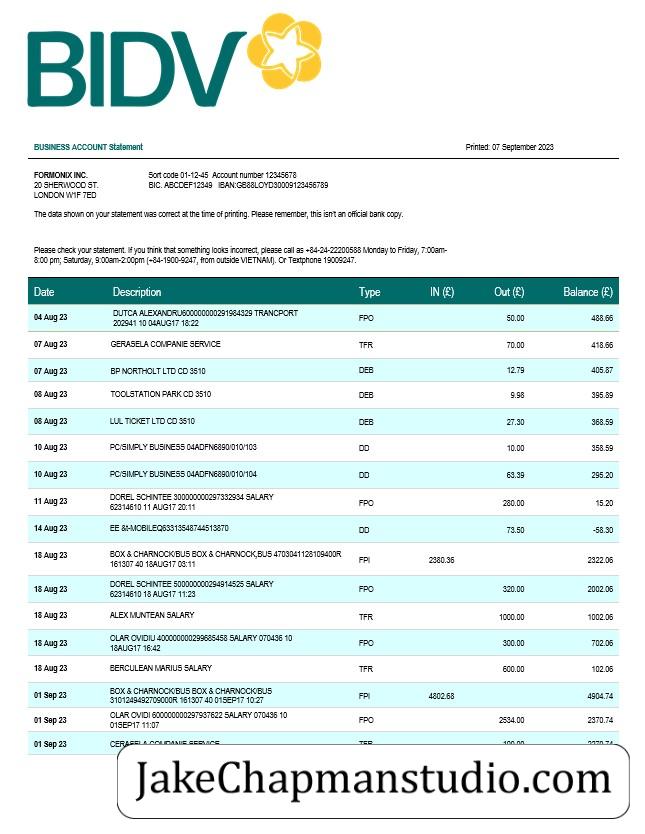 BIDV
BUSINESS ACCOUNT Statement Printed: 07 September 2023
FORMONIX INC. Sort code 01-12-45 Account number 12345678
20 SHERWOOD ST. BIC. ABCDEF12349 IBAN:GB88LOYD30009123456789
LONDON W1F 7ED
The data shown on your statement was correct at the time of printing. Please remember, this isn't an official bank copy.
Please check your statement. If you think that something looks incorrect, please call as +84-24-22200588 Monday to Friday, 7:00am-
8:00 pm; Saturday, 9:00am-2:00pm (+84-1900-9247, from outside VIETNAM). Or Textphone 19009247.
Date Description Type IN (£) Out (£) Balance (£)
04 Aug 23 DUTCA ALEXANDRU600000000291984329 TRANCPORT
202941 10 04AUG17 18:22 FPO 50.00 488.66
07 Aug 23 GERASELA COMPANIE SERVICE TFR 70.00 418.66
07 Aug 23 BP NORTHOLT LTD CD 3510 DEB 12.79 405.87
08 Aug 23 TOOLSTATION PARK CD 3510 DEB 9.98 395.89
08 Aug 23 LUL TICKET LTD CD 3510 DEB 27.30 368.59
10 Aug 23 PC/SIMPLY BUSINESS 04ADFN6890/010/103 DD 10.00 358.59
10 Aug 23 PC/SIMPLY BUSINESS 04ADFN6890/010/104 DD 63.39 295.20
11 Aug 23 DOREL SCHINTEE 300000000297332934 SALARY
62314610 11 AUG17 20:11 FPO 280.00 15.20
14 Aug 23 EE &t-MOBILEQ63313548744513870 DD 73.50 -58.30
18 Aug 23 BOX & CHARNOCK/BUS BOX & CHARNOCK,BUS 4703041128109400R
161307 40 18AUG17 03:11 FPI 2380.36 2322.06
18 Aug 23 DOREL SCHINTEE 500000000294914525 SALARY
62314610 18 AUG17 11:23 FPO 320.00 2002.06
18 Aug 23 ALEX MUNTEAN SALARY TFR 1000.00 1002.06
18 Aug 23 OLAR OVIDIU 400000000299685458 SALARY 070436 10
18AUG17 16:42 FPO 300.00 702.06
18 Aug 23 BERCULEAN MARIUS SALARY TFR 600.00 102.06
01 Sep 23 BOX & CHARNOCK/BUS BOX & CHARNOCK/BUS
3101249492709000R 161307 40 01SEP17 10:27 FPI 4802.68 4904.74
01 Sep 23 OLAR OVIDI 600000000297937622 SALARY 070436 10
01SEP17 11:07 FPO 2534.00 2370.74
01 Sep 23 CERASELA COMPANIE SERVICE TFR 100.00 2270.74
JakeChapmanstudio.com